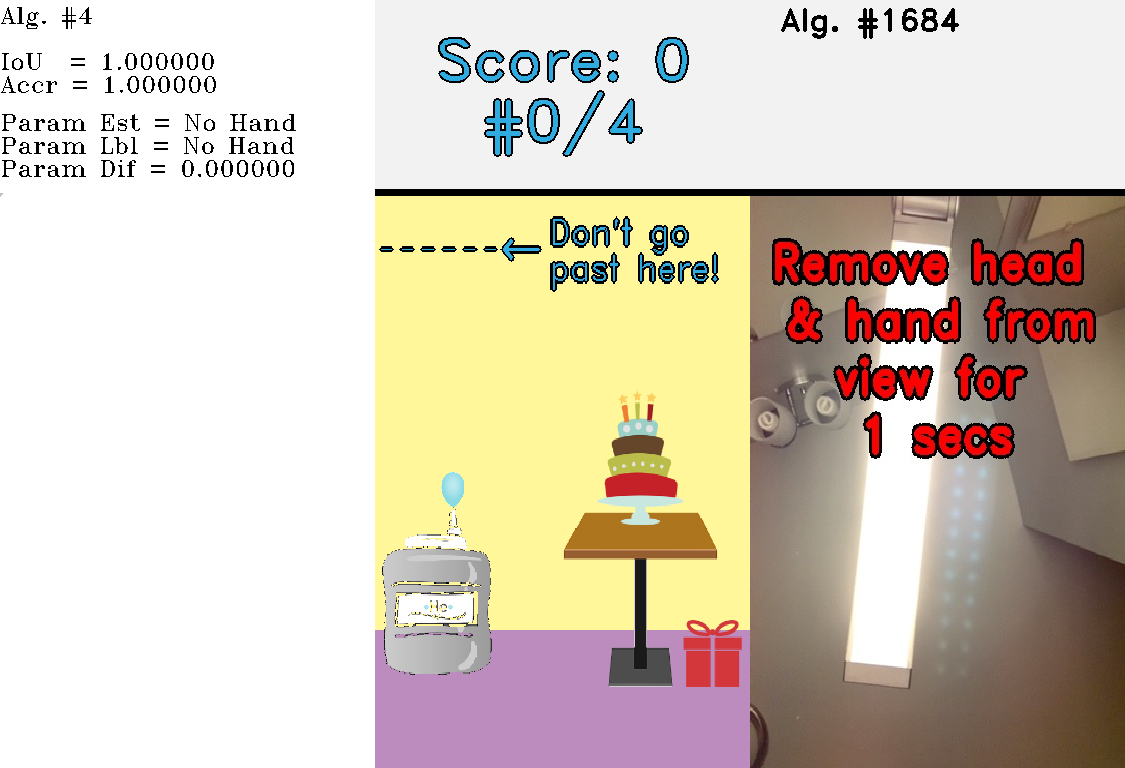 Alg. #4
IoU = 1.000000
Accr = 1.000000
Param Est = No Hand
Param Lbl = No Hand
Param Dif = 0.000000
Score: 0
#0/4
Alg. #1684
Don't go
past here!
Remove head
& hand from
view for
1 secs